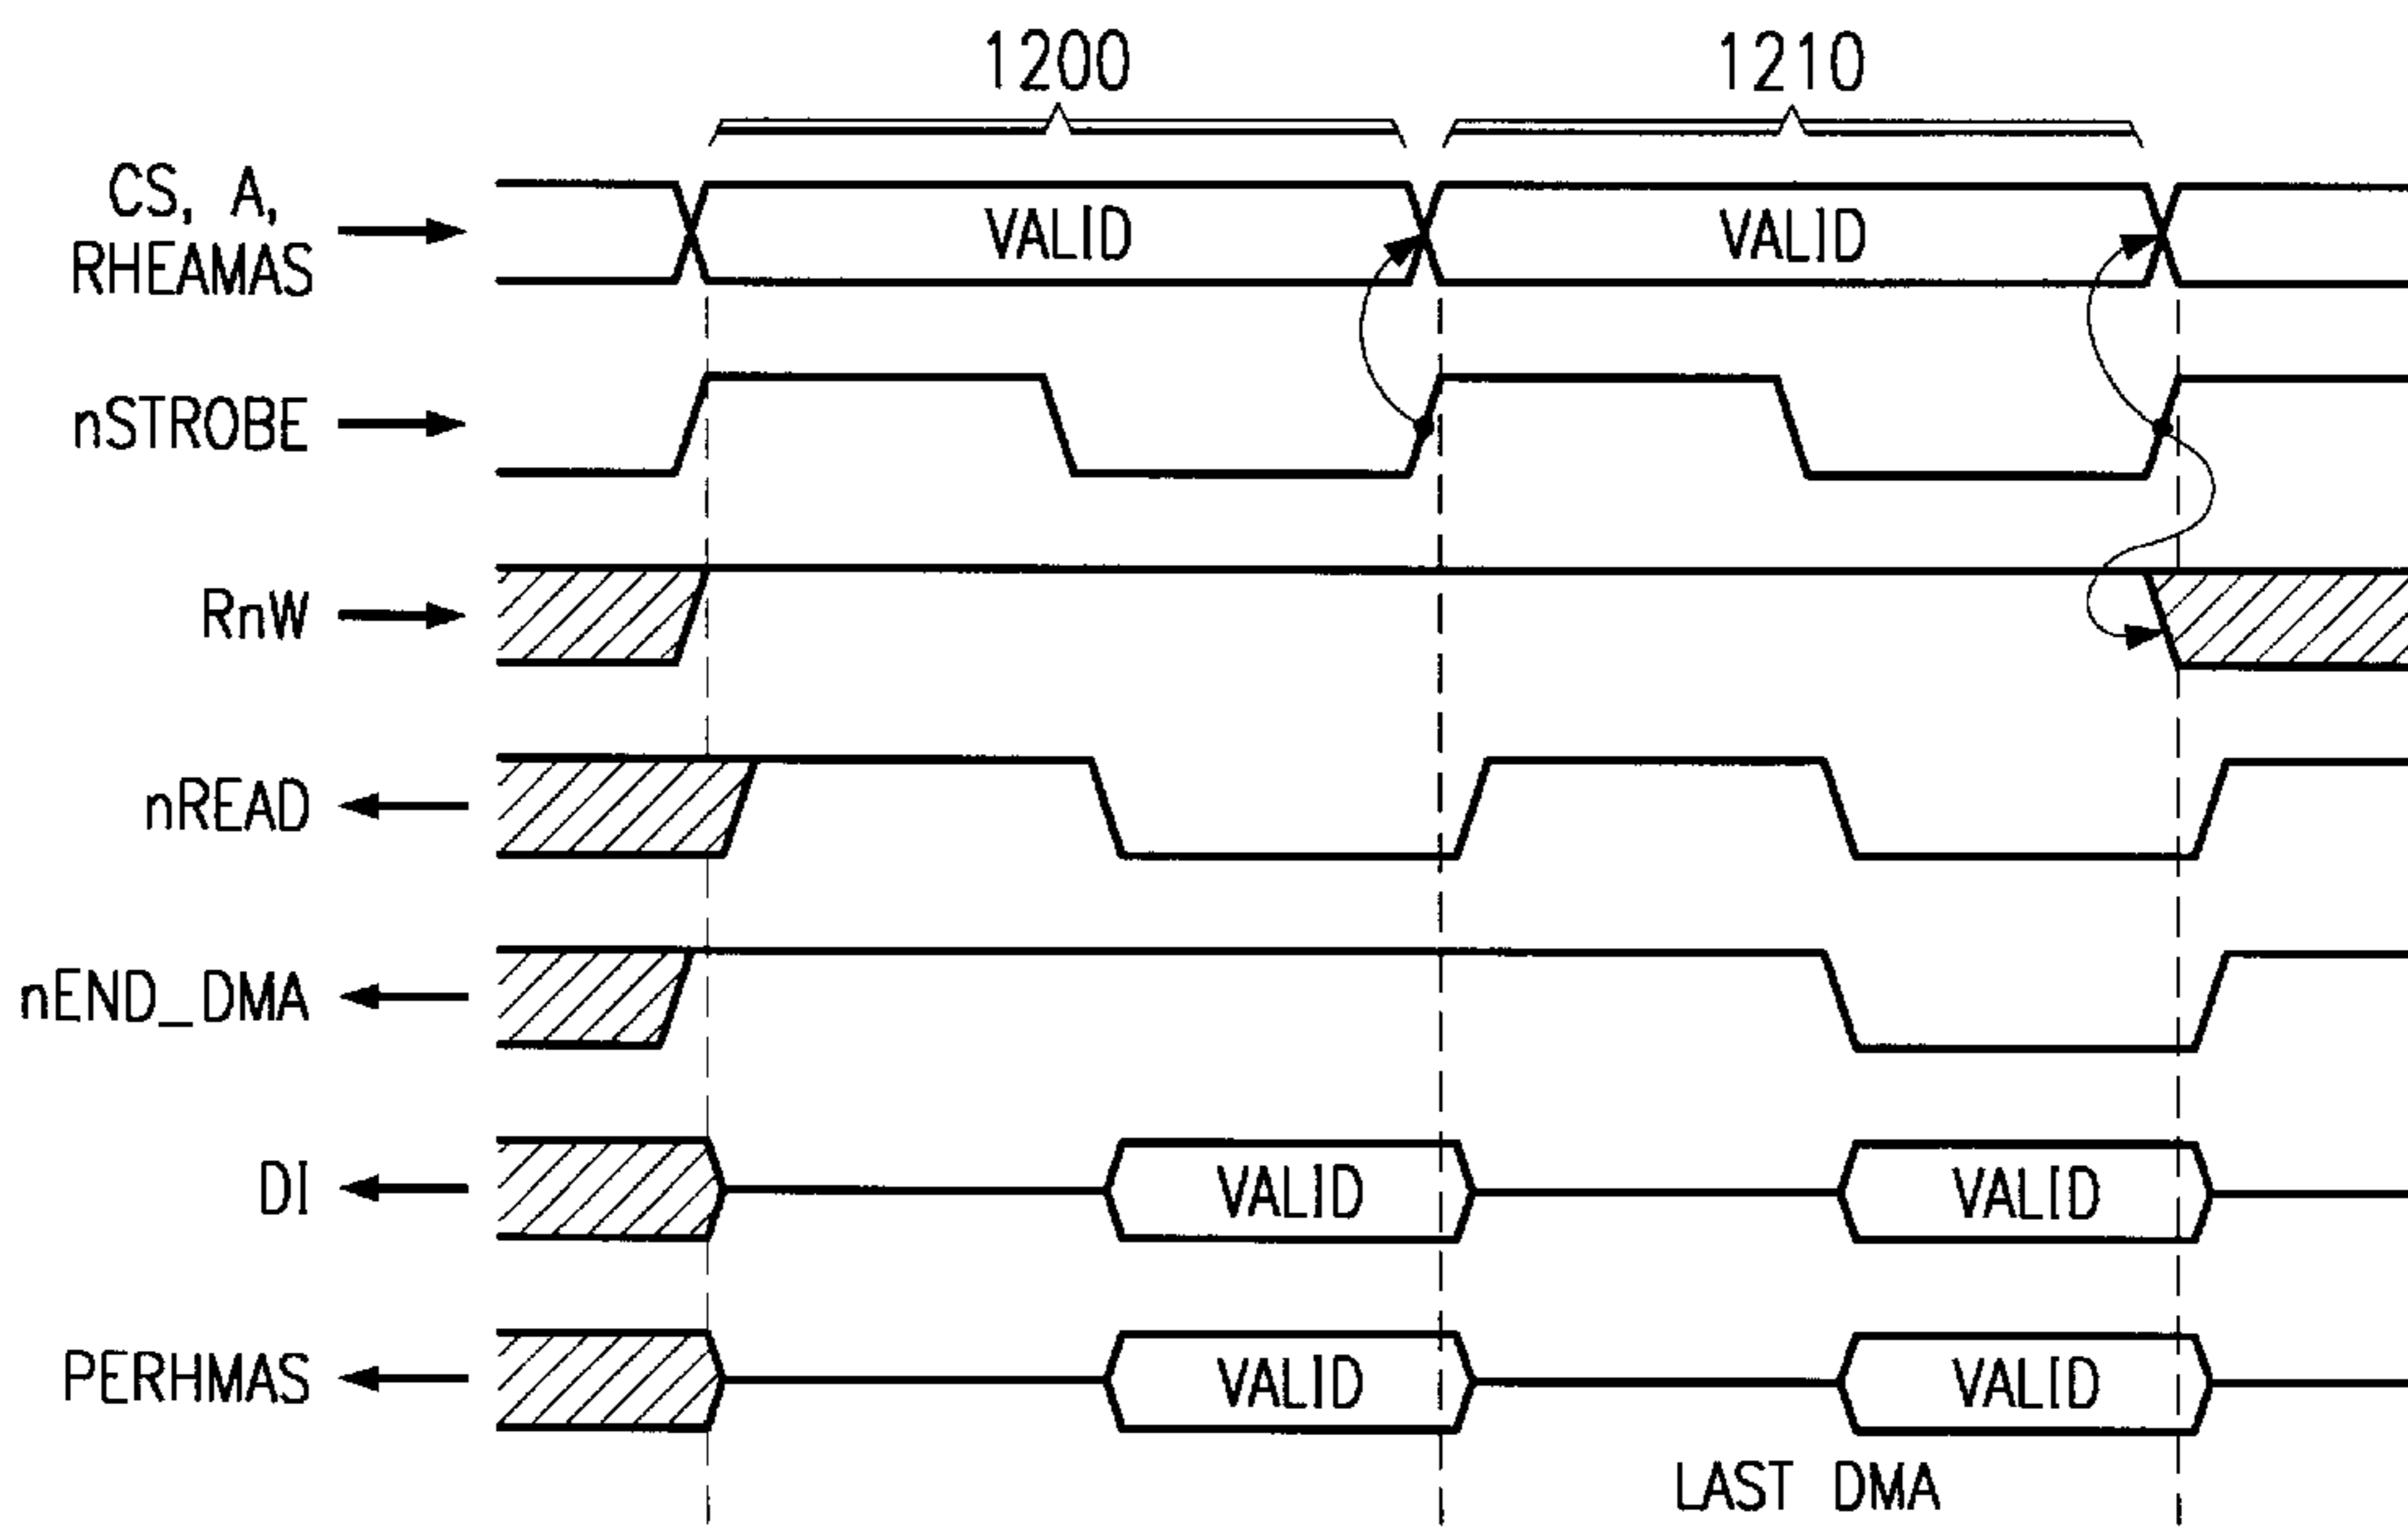 1200 1210
CS, A,
RHEAMAS
VALID VALID
nSTROBE
RnW
nREAD
nEND_DMA
DI VALID VALID
PERHMAS VALID VALID
LAST DMA